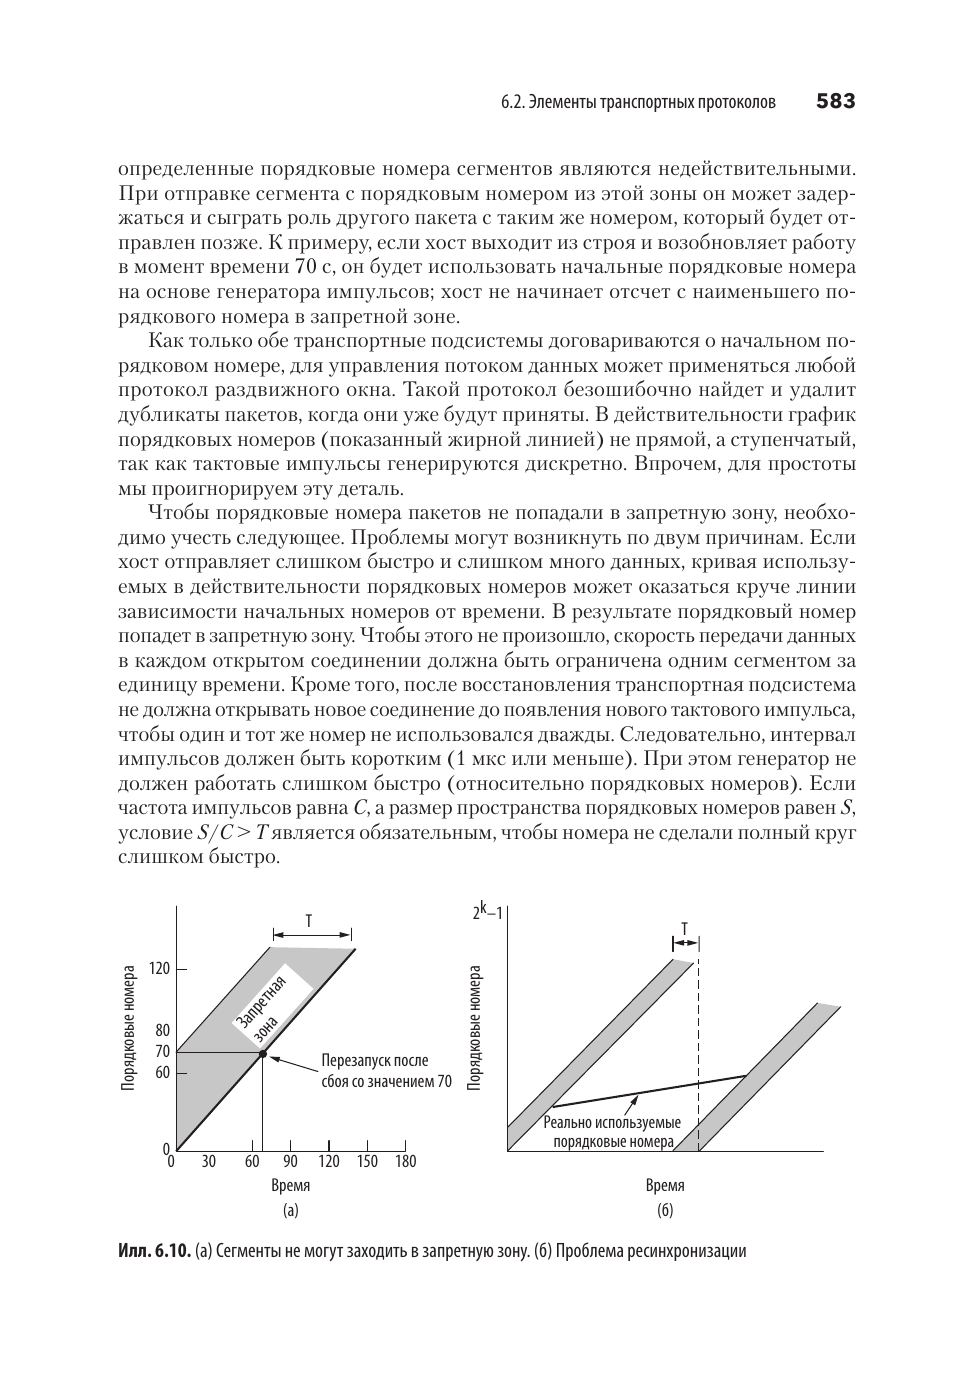 6.2. Элементы транспортных протоколов 583
определенные порядковые номера сегментов являются недействительными.
При отправке сегмента с порядковым номером из этой зоны он может задер-
жаться и сыграть роль другого пакета с таким же номером, который будет от-
правлен позже. К примеру, если хост выходит из строя и возобновляет работу
в момент времени 70 с, он будет использовать начальные порядковые номера
на основе генератора импульсов; хост не начинает отсчет с наименьшего по-
рядкового номера в запретной зоне.
Как только обе транспортные подсистемы договариваются о начальном по-
рядковом номере, для управления потоком данных может применяться любой
протокол раздвижного окна. Такой протокол безошибочно найдет и удалит
дубликаты пакетов, когда они уже будут приняты. В действительности график
порядковых номеров (показанный жирной линией) не прямой, а ступенчатый,
так как тактовые импульсы генерируются дискретно. Впрочем, для простоты
мы проигнорируем эту деталь.
Чтобы порядковые номера пакетов не попадали в запретную зону, необхо-
димо учесть следующее. Проблемы могут возникнуть по двум причинам. Если
хост отправляет слишком быстро и слишком много данных, кривая использу-
емых в действительности порядковых номеров может оказаться круче линии
зависимости начальных номеров от времени. В результате порядковый номер
попадет в запретную зону. Чтобы этого не произошло, скорость передачи данных
в каждом открытом соединении должна быть ограничена одним сегментом за
единицу времени. Кроме того, после восстановления транспортная подсистема
не должна открывать новое соединение до появления нового тактового импульса,
чтобы один и тот же номер не использовался дважды. Следовательно, интервал
импульсов должен быть коротким (1 мкс или меньше). При этом генератор не
должен работать слишком быстро (относительно порядковых номеров). Если
частота импульсов равна C, а размер пространства порядковых номеров равен S,
условие S/C > T является обязательным, чтобы номера не сделали полный круг
слишком быстро.
Порядковые номера
120
80
70
60
0
T
Запретная
зона
Перезапуск после
сбоя со значением 70
0 30 60 90 120 150 180
Время
(а)
Порядковые номера
2k–1
T
Реально используемые
порядковые номера
Время
(б)
Илл. 6.10. (а) Сегменты не могут заходить в запретную зону. (б) Проблема ресинхронизации